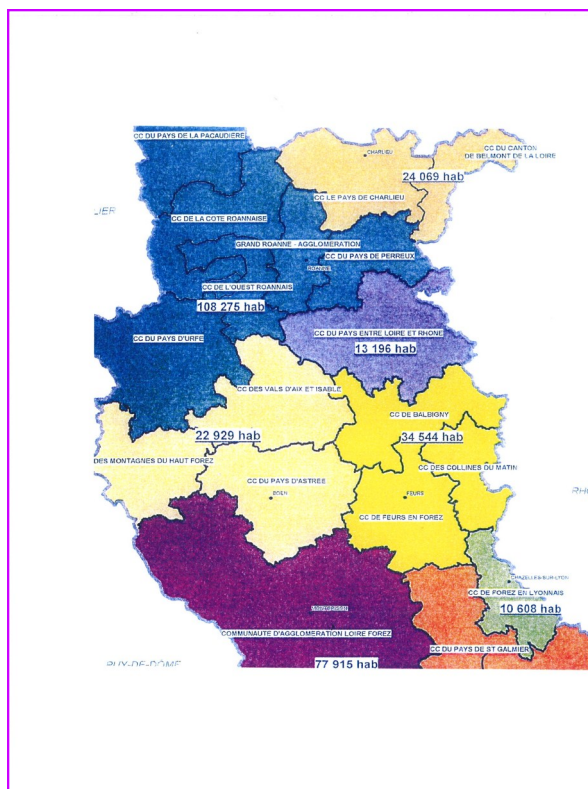 CC DU PAYS DE LA PACAUDIERE
CHARLIEU
CC DU CANTON
DE BELMONT DE LA LOIRE
24 069 hab
CC LE PAYS DE CHARLIEU
LIER
CC DE LA COTE ROANNAISE
GRAND ROANNE - AGGLOMERATION
CC DU PAYS DE PERREUX
ROANNE
CC DE L'OUEST ROANNAIS
108 275 hab
CC DU PAYS D'URFE
CC DU PAYS ENTRE LOIRE ET RHONE
13 196 hab
CC DES VALS D'AIX ET ISABLE
CC DE BALBIGNY
22 929 hab
34 544 hab
DES MONTAGNES DU HAUT FOREZ
CC DES COLLINES DU MATIN
CC DU PAYS D'ASTREE
BOEN
FEURS
RH
CC DE FEURS EN FOREZ
CHAZELLES-SUR-LYON
CC DE FOREZ EN LYONNAIS
10 608 hab
MONTBRISON
COMMUNAUTE D'AGGLOMERATION LOIRE FOREZ
CC DU PAYS DE ST GALMIER
PUY-DE-DÔME
77 915 hab